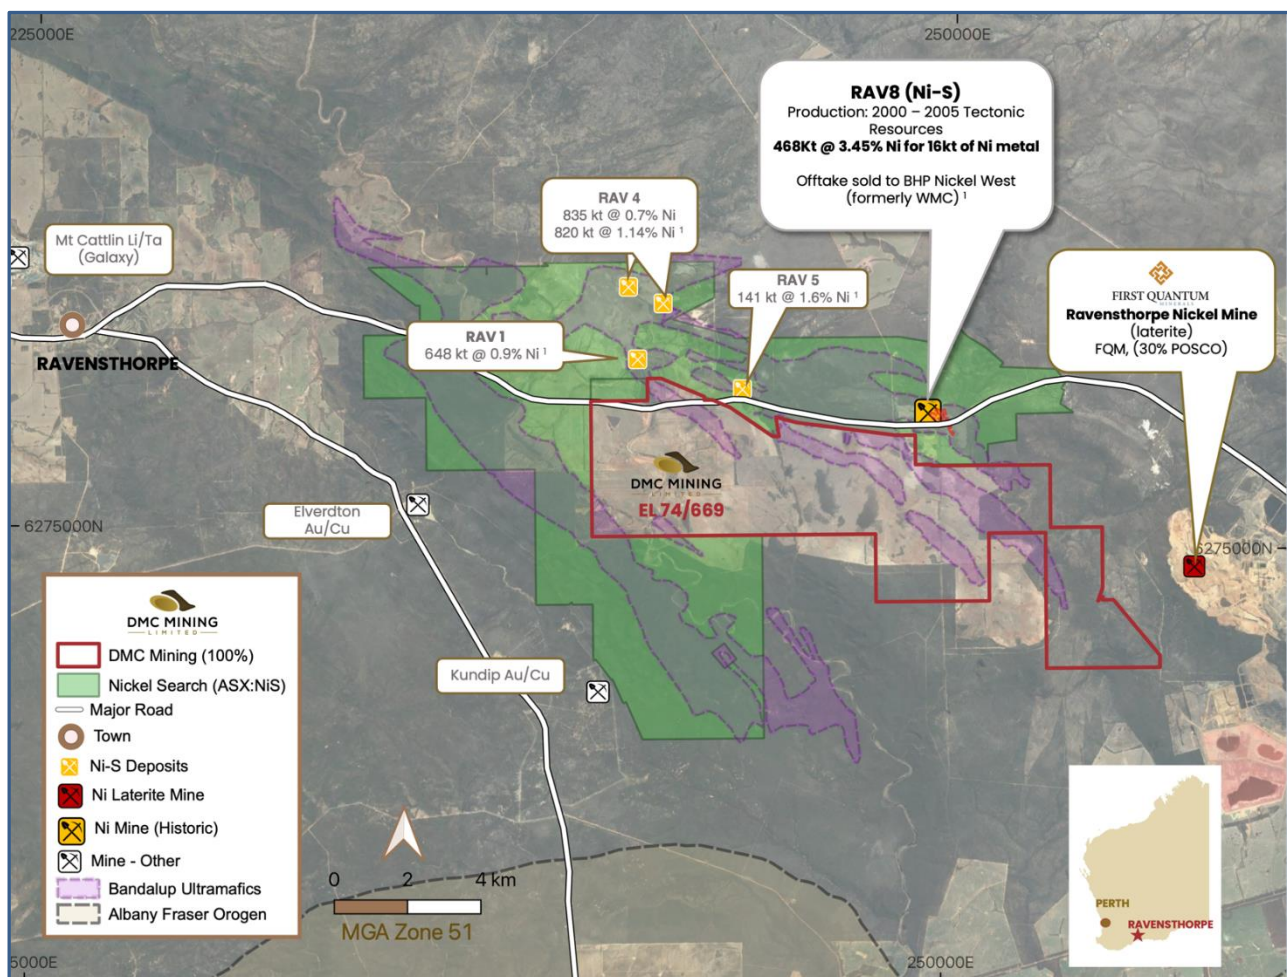 225000E
250000E
RAV8 (Ni-S)
Production: 2000 – 2005 Tectonic
Resources
468Kt @ 3.45% Ni for 16kt of Ni metal
Offtake sold to BHP Nickel West
(formerly WMC) ¹
RAV 4
835 kt @ 0.7% Ni
820 kt @ 1.14% Ni ¹
Mt Cattlin Li/Ta
(Galaxy)
RAV 5
141 kt @ 1.6% Ni ¹
FIRST QUANTUM
MINERALS
Ravensthorpe Nickel Mine
(laterite)
FQM, (30% POSCO)
RAV 1
648 kt @ 0.9% Ni ¹
RAVENSTHORPE
DMC MINING
LIMITED
EL 74/669
Elverdton
Au/Cu
6275000N
6275000N
Kundip Au/Cu
DMC MINING
LIMITED
DMC Mining (100%)
Nickel Search (ASX:NiS)
Major Road
Town
Ni-S Deposits
Ni Laterite Mine
Ni Mine (Historic)
Mine - Other
Bandalup Ultramafics
Albany Fraser Orogen
0 2 4 km
MGA Zone 51
PERTH
RAVENSTHORPE
5000E
250000E